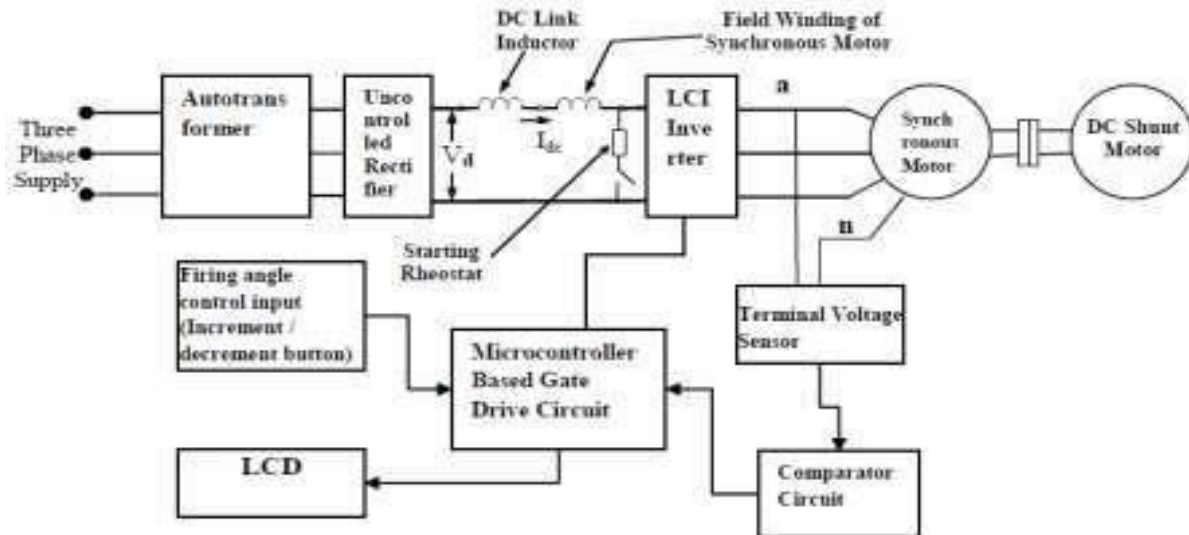 DC Link
Inductor
Field Winding of
Synchronous Motor
Three
Phase
Supply
Autotrans
former
Unco
ntrol
led
Recti
fier
V_d
I_dc
LCI
Inve
rter
a
Synch
ronous
Motor
DC Shunt
Motor
n
Starting
Rheostat
Firing angle
control input
(Increment /
decrement button)
Microcontroller
Based Gate
Drive Circuit
Terminal Voltage
Sensor
LCD
Comparator
Circuit